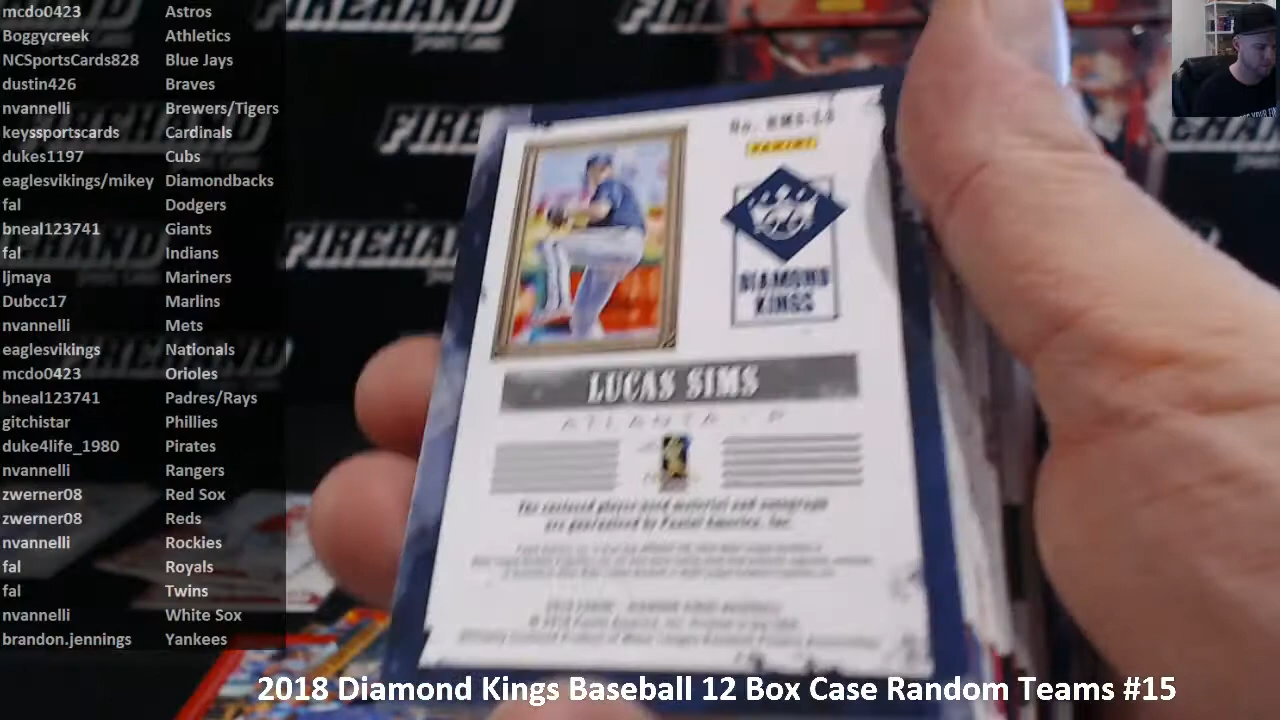 mcdo0423 Astros
Boggycreek Athletics
NCSportsCards828 Blue Jays
dustin426 Braves
nvannelli Brewers/Tigers
keyssportscards Cardinals
dukes1197 Cubs
eaglesvikings/mikey Diamondbacks
fal Dodgers
bneal123741 Giants
fal Indians
ljmaya Mariners
Dubcc17 Marlins
nvannelli Mets
eaglesvikings Nationals
mcdo0423 Orioles
bneal123741 Padres/Rays
gitchistar Phillies
duke4life_1980 Pirates
nvannelli Rangers
zwerner08 Red Sox
zwerner08 Reds
nvannelli Rockies
fal Royals
fal Twins
nvannelli White Sox
brandon.jennings Yankees
FIREHAND
FIREHAND
No.
PANINI
DIAMOND
KINGS
LUCAS SIMS
ATLANTA - P
The enclosed player-used material and autograph
are guaranteed by Panini America, Inc.
2018 Diamond Kings Baseball 12 Box Case Random Teams #15